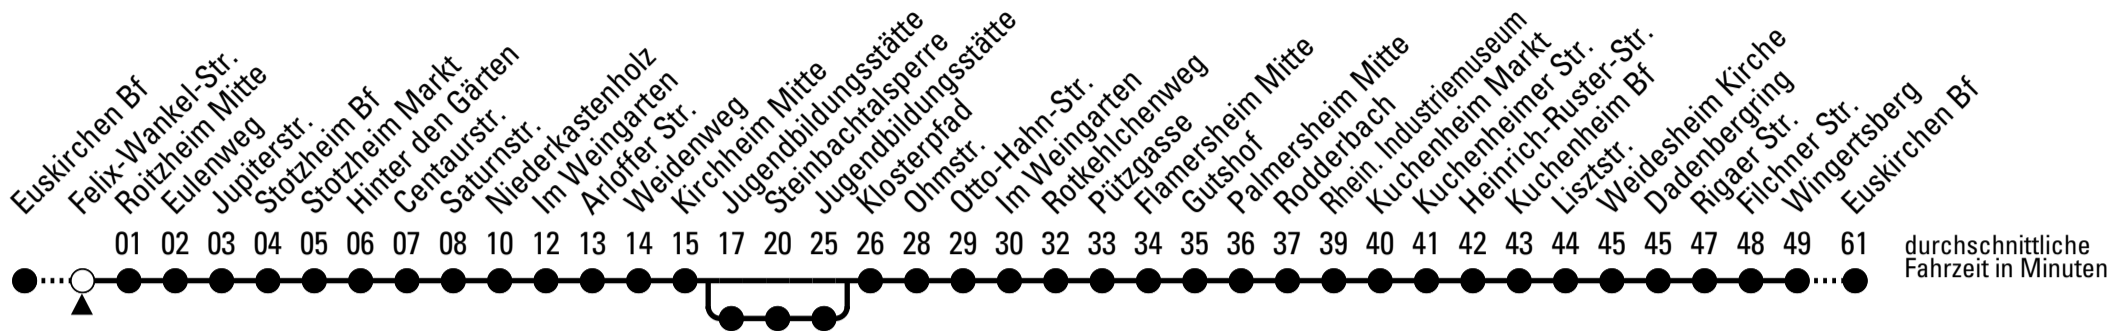 Euskirchen Bf
Felix-Wankel-Str.
Roitzheim Mitte
Eulenweg
Jupiterstr.
Stotzheim Bf
Stotzheim Markt
Hinter den Gärten
Centaurstr.
Saturnstr.
Niederkastenholz
Im Weingarten
Arloffer Str.
Weidenweg
Kirchheim Mitte
Jugendbildungsstätte
Steinbachtalsperre
Jugendbildungsstätte
Klosterpfad
Ohmstr.
Otto-Hahn-Str.
Im Weingarten
Rotkehlchenweg
Pützgasse
Flamersheim Mitte
Gutshof
Palmersheim Mitte
Rodderbach
Rhein. Industriemuseum
Kuchenheim Markt
Kuchenheimer Str.
Heinrich-Ruster-Str.
Kuchenheim Bf
Lisztstr.
Weidesheim Kirche
Dadenbergring
Rigaer Str.
Filchner Str.
Wingertsberg
Euskirchen Bf
01 02 03 04 05 06 07 08 10 12 13 14 15 17 20 25 26 28 29 30 32 33 34 35 36 37 39 40 41 42 43 44 45 45 47 48 49 61
durchschnittliche
Fahrzeit in Minuten